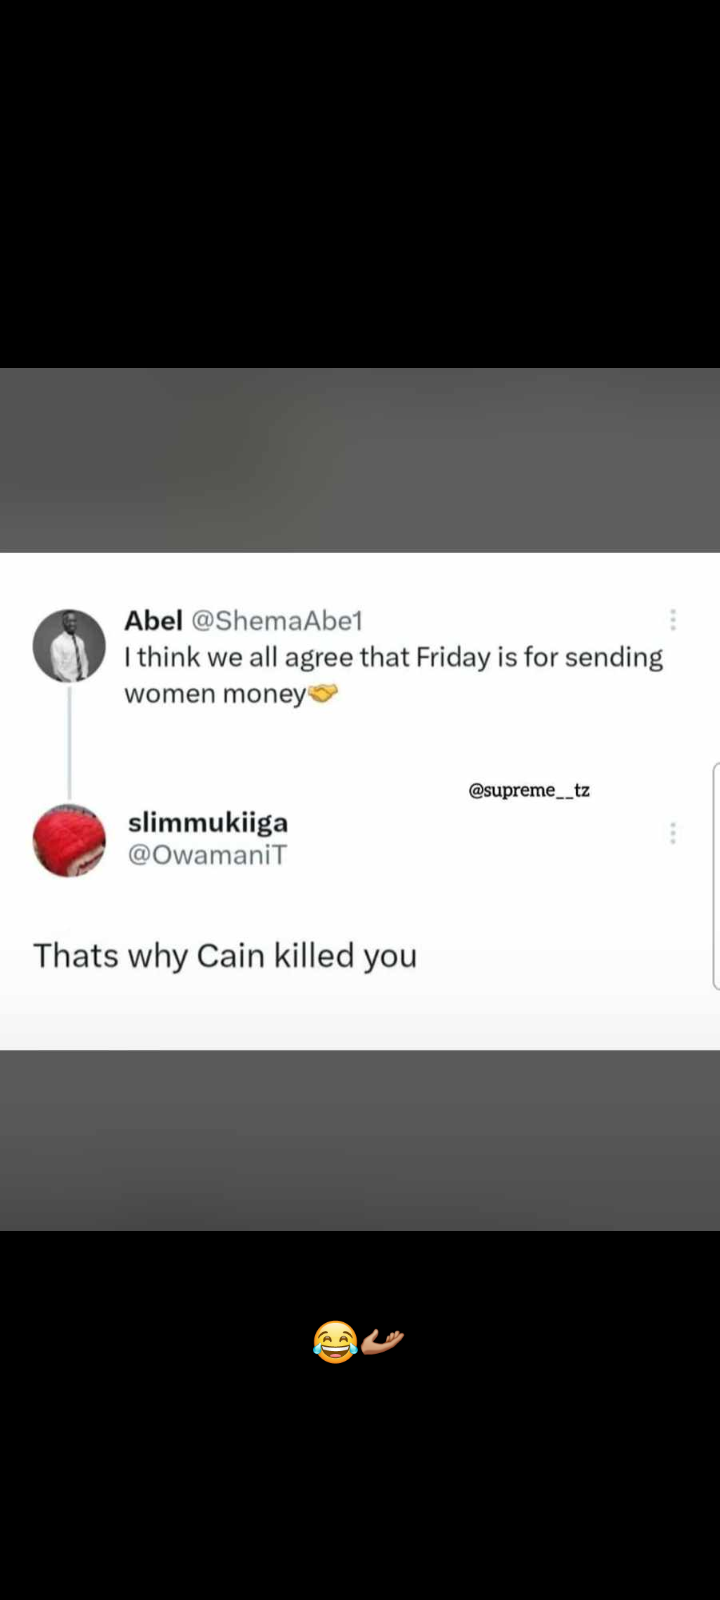 Abel @ShemaAbe1
I think we all agree that Friday is for sending
women money🤝
@supreme__tz
slimmukiiga
@OwamaniT
Thats why Cain killed you
😂🫴🏽